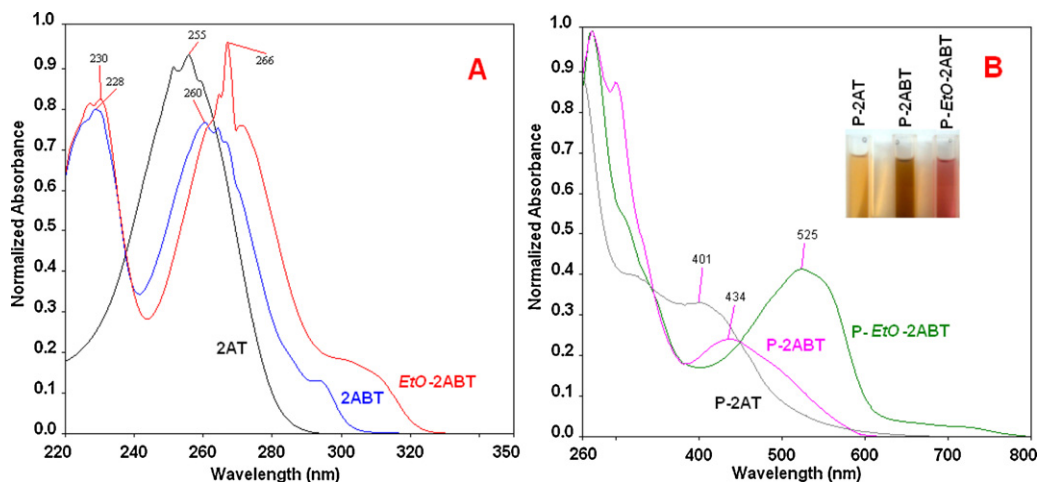 A
1.0
0.9
0.8
0.7
0.6
0.5
0.4
0.3
0.2
0.1
0.0
Normalized Absorbance
230
228
255
260
266
2AT
2ABT
EtO-2ABT
220
240
260
280
300
320
350
Wavelength (nm)
B
1.0
0.9
0.8
0.7
0.6
0.5
0.4
0.3
0.2
0.1
0.0
Normalized Absorbance
P-2AT
P-2ABT
P-EtO-2ABT
401
434
525
P-EtO-2ABT
P-2ABT
P-2AT
260
400
500
600
700
800
Wavelength (nm)